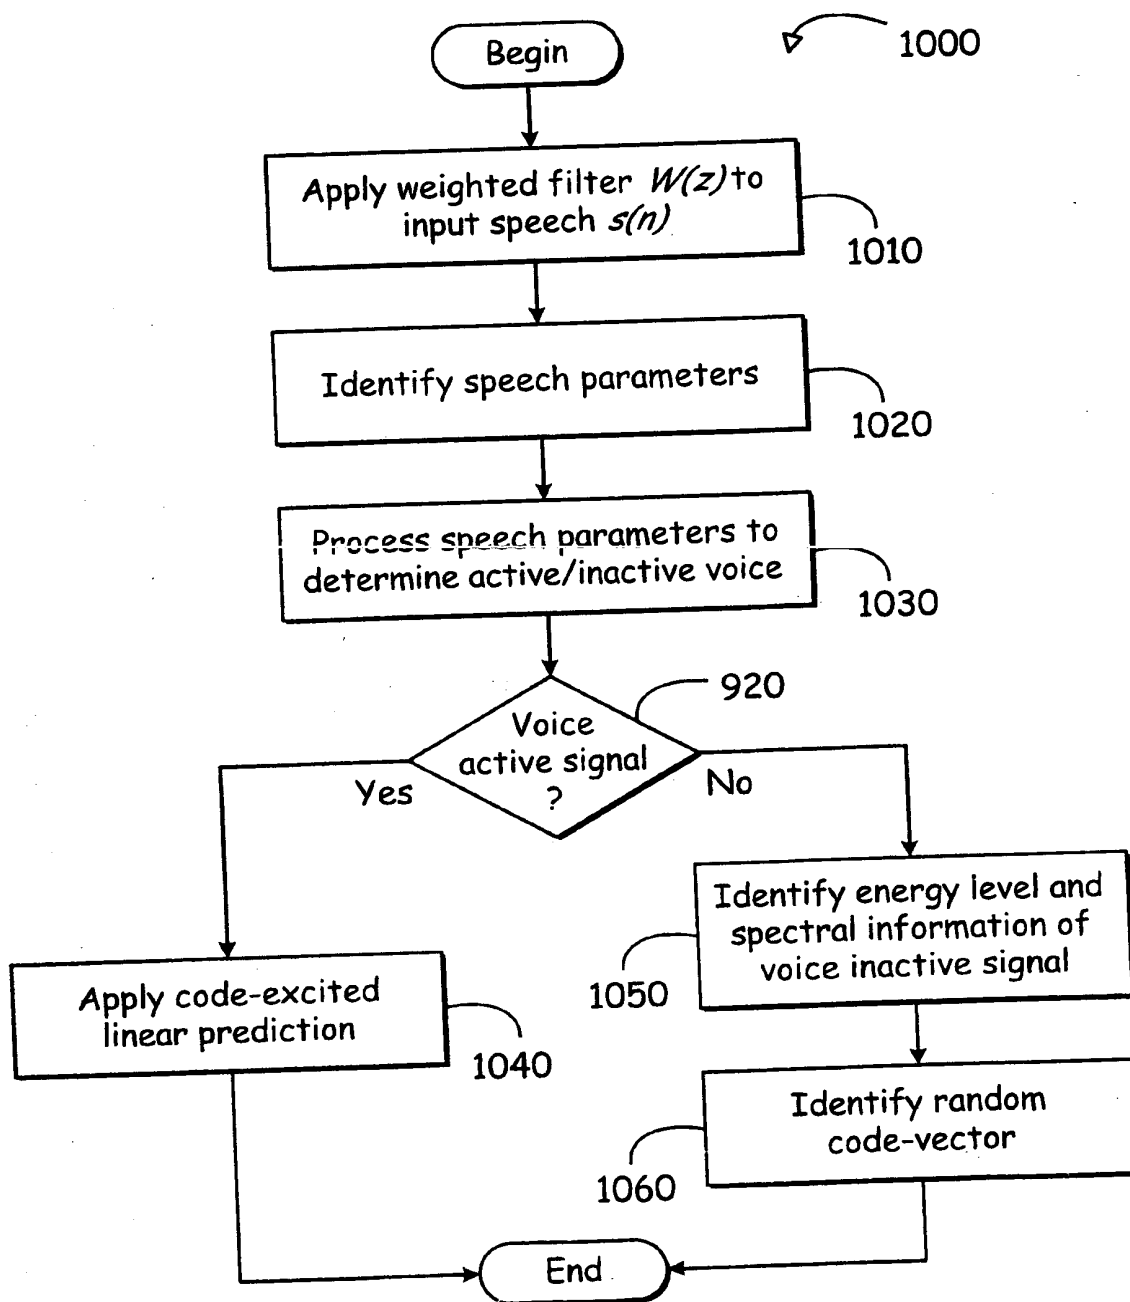 Begin
1000
Apply weighted filter W(z) to
input speech s(n)
1010
Identify speech parameters
1020
Process speech parameters to
determine active/inactive voice
1030
920
Voice
active signal
?
Yes
No
Identify energy level and
spectral information of
voice inactive signal
1050
Apply code-excited
linear prediction
1040
Identify random
code-vector
1060
End